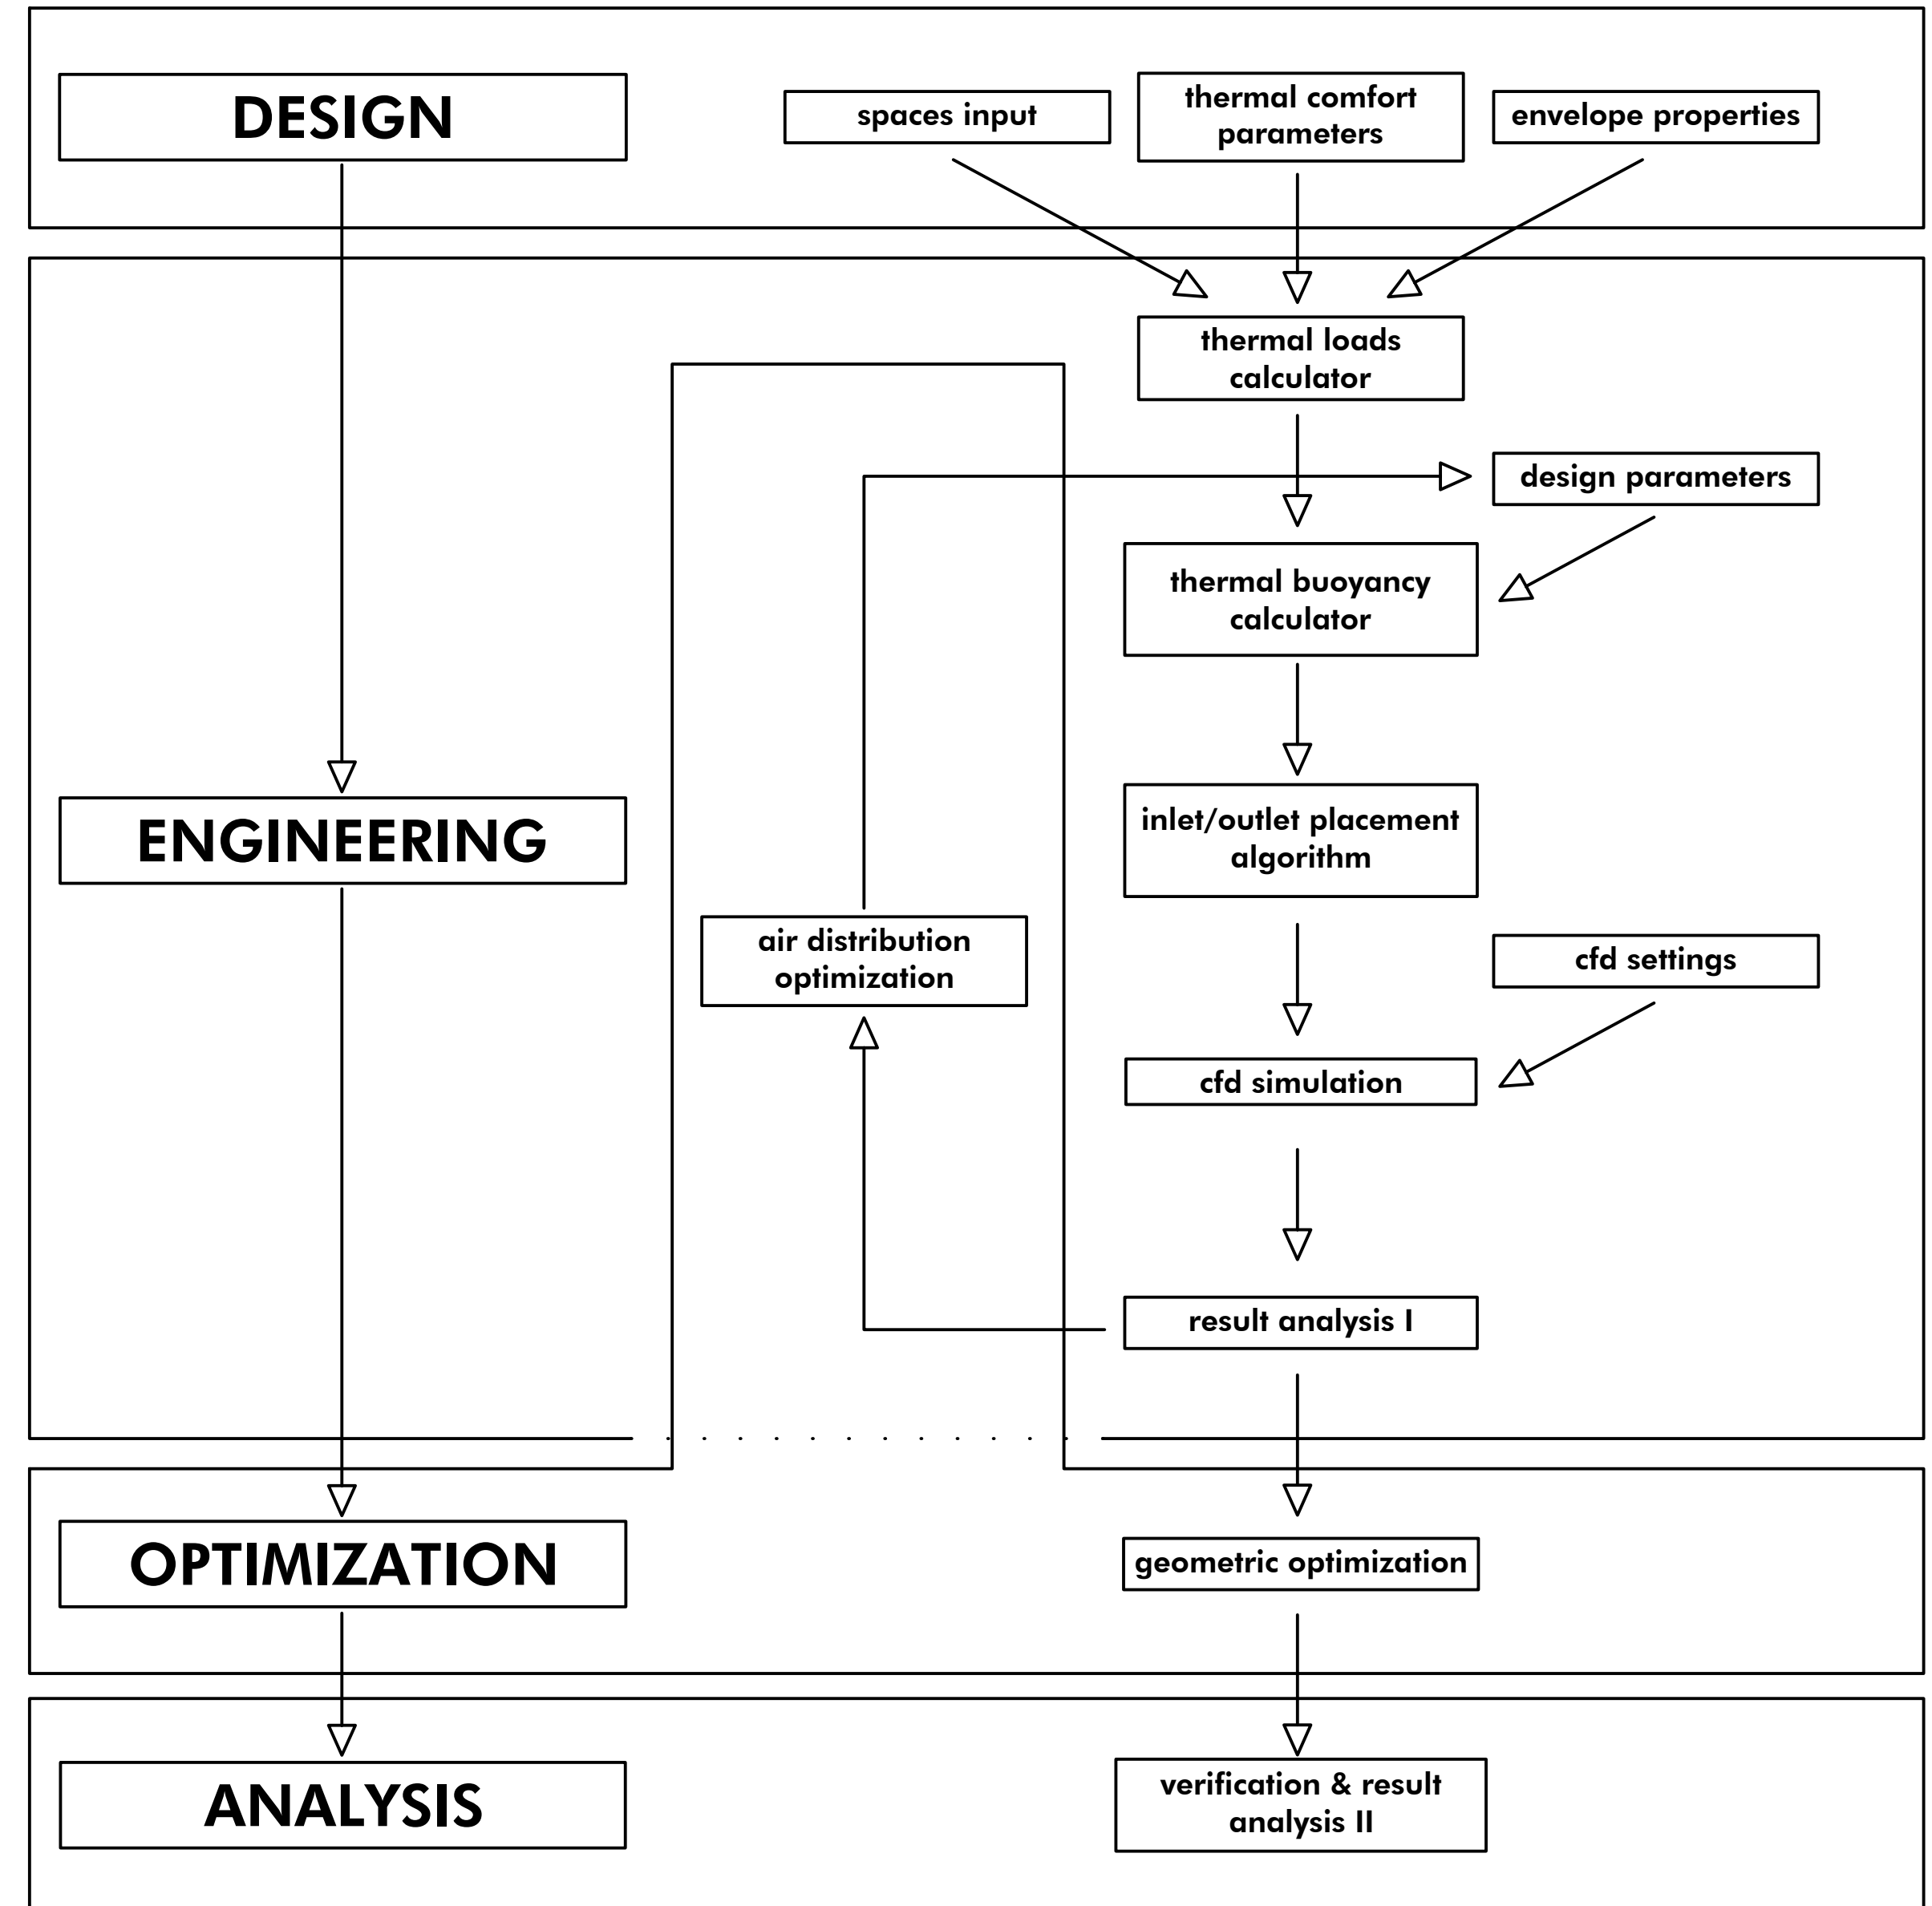 DESIGN
spaces input
thermal comfort
parameters
envelope properties
thermal loads
calculator
design parameters
thermal buoyancy
calculator
ENGINEERING
inlet/outlet placement
algorithm
air distribution
optimization
cfd settings
cfd simulation
result analysis I
OPTIMIZATION
geometric optimization
ANALYSIS
verification & result
analysis II